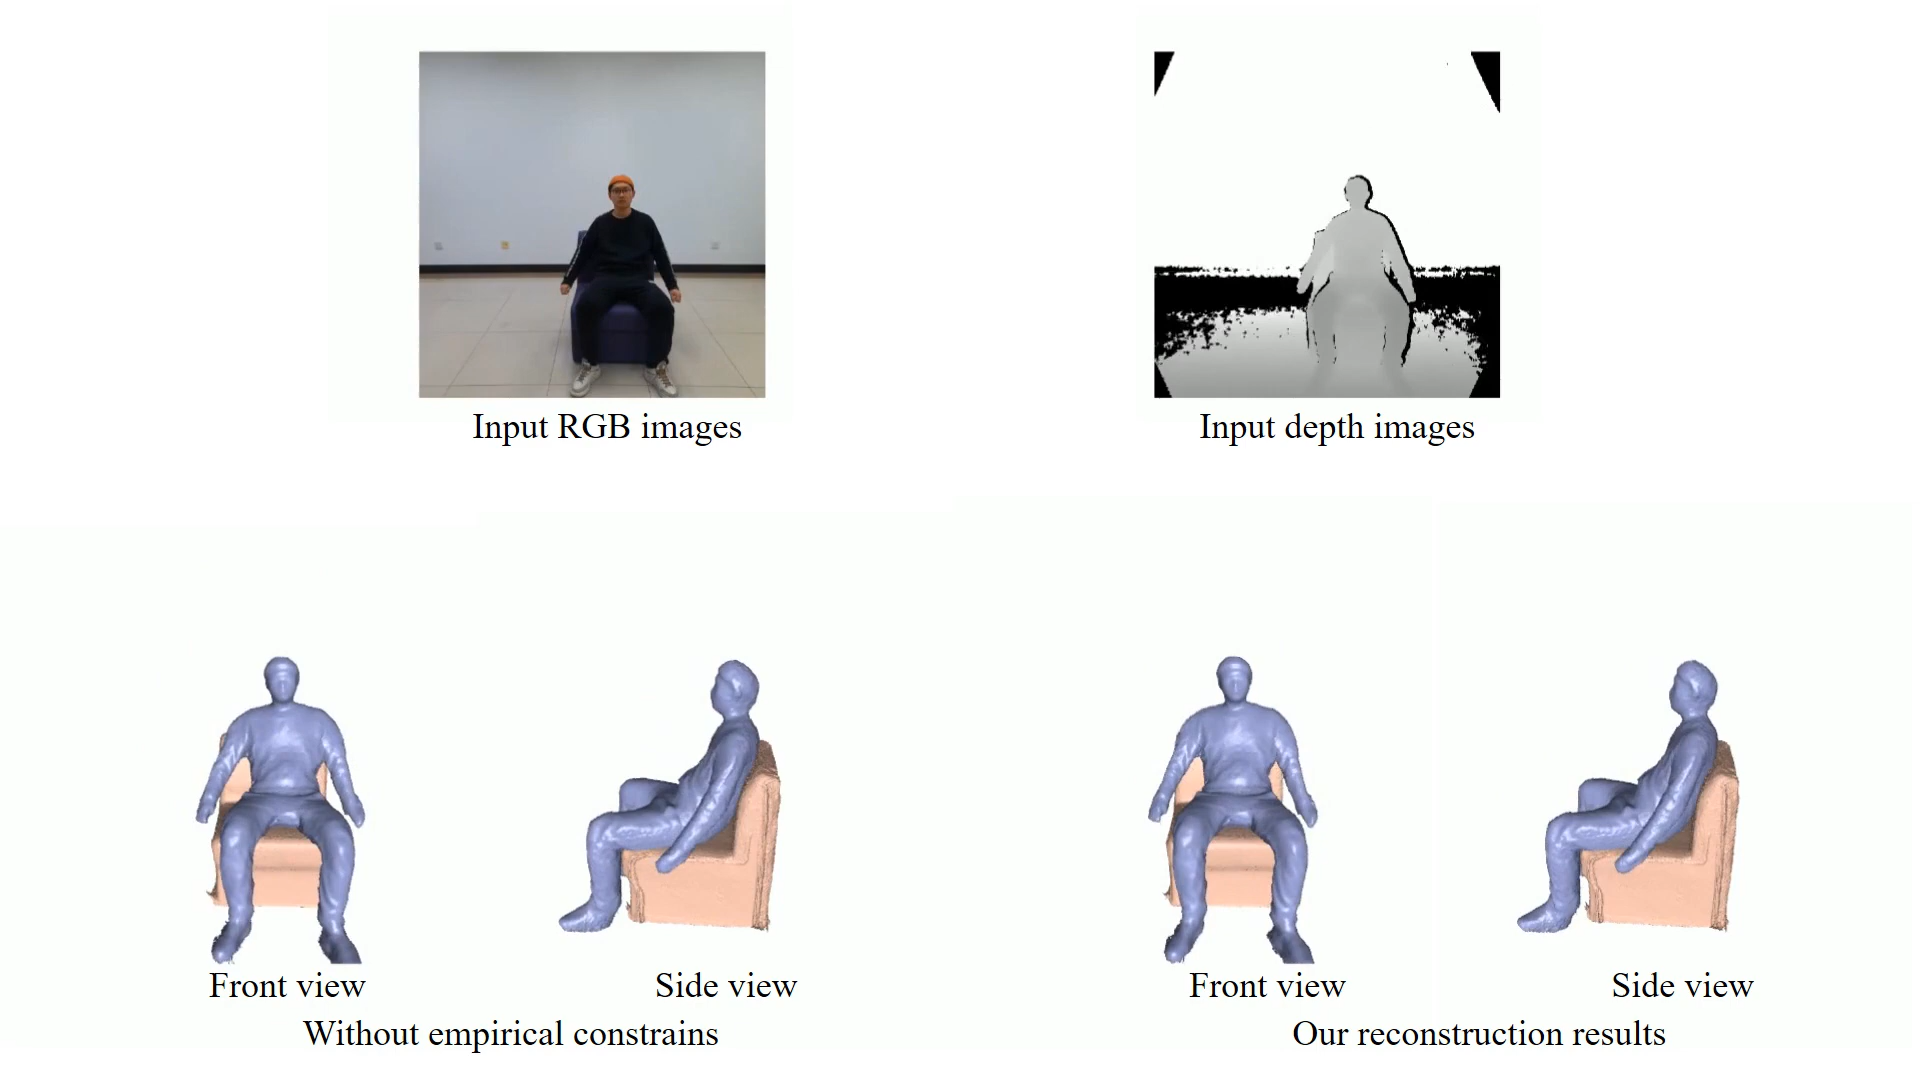 Input RGB images
Input depth images
Front view
Side view
Front view
Side view
Without empirical constrains
Our reconstruction results